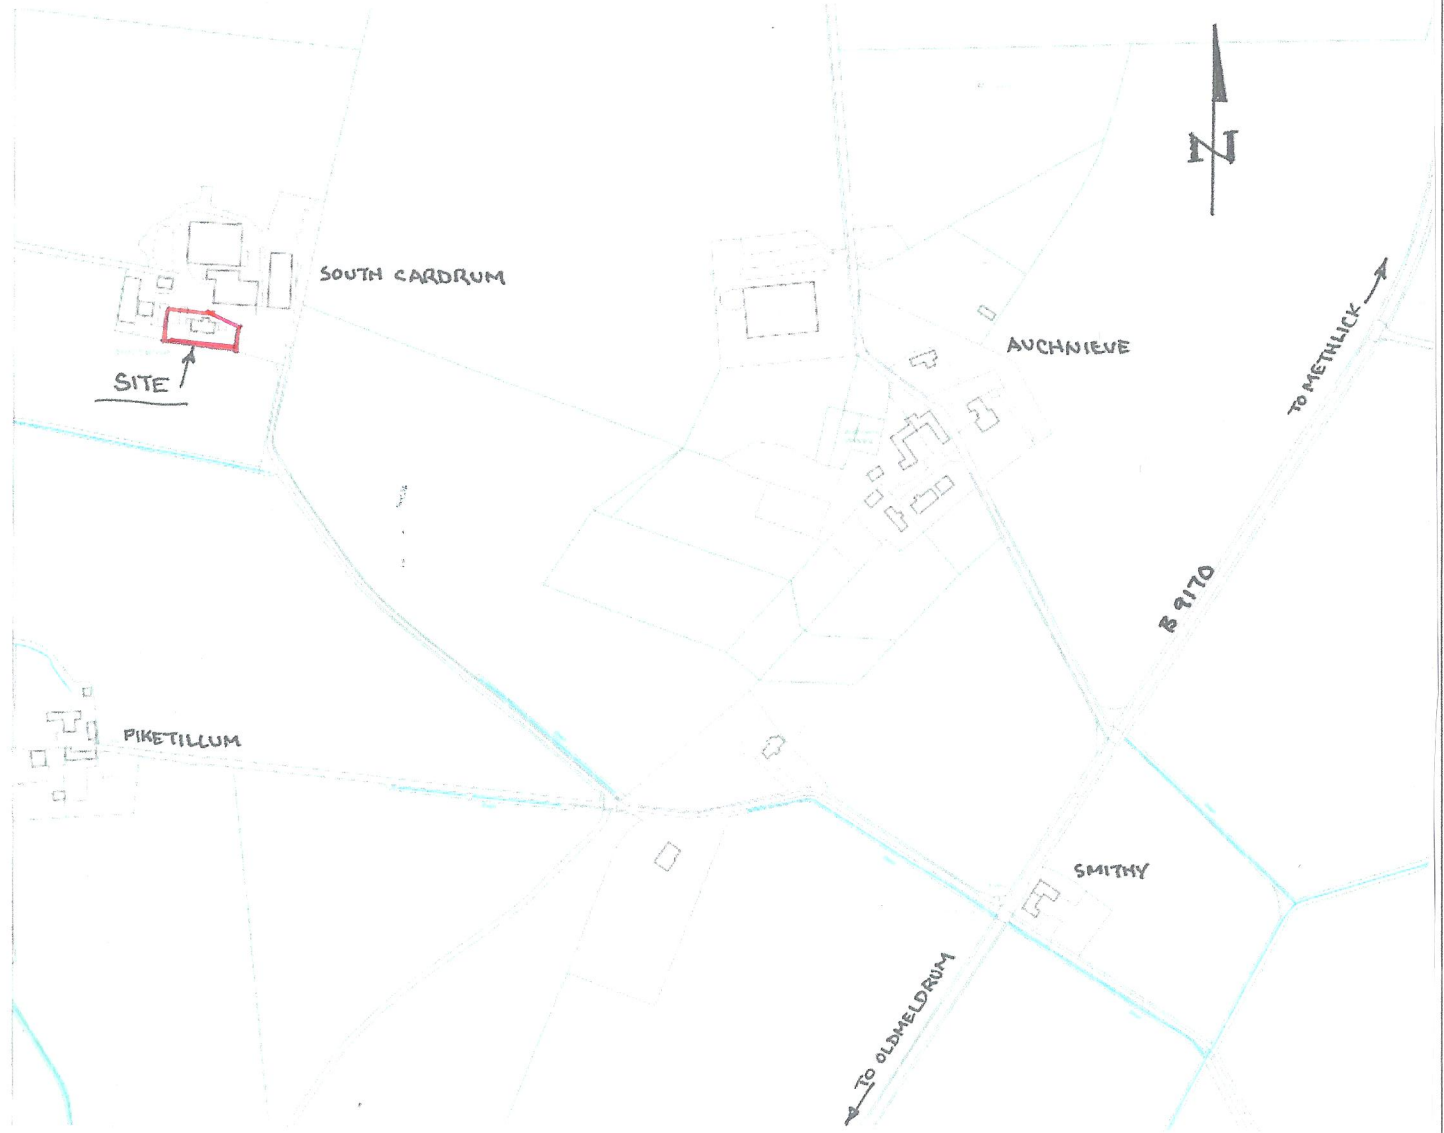 N
SOUTH CARDRUM
SITE
AUCHNIEVE
TO METHLICK
B 9170
PIKETILLUM
SMITHY
TO OLDMELDRUM